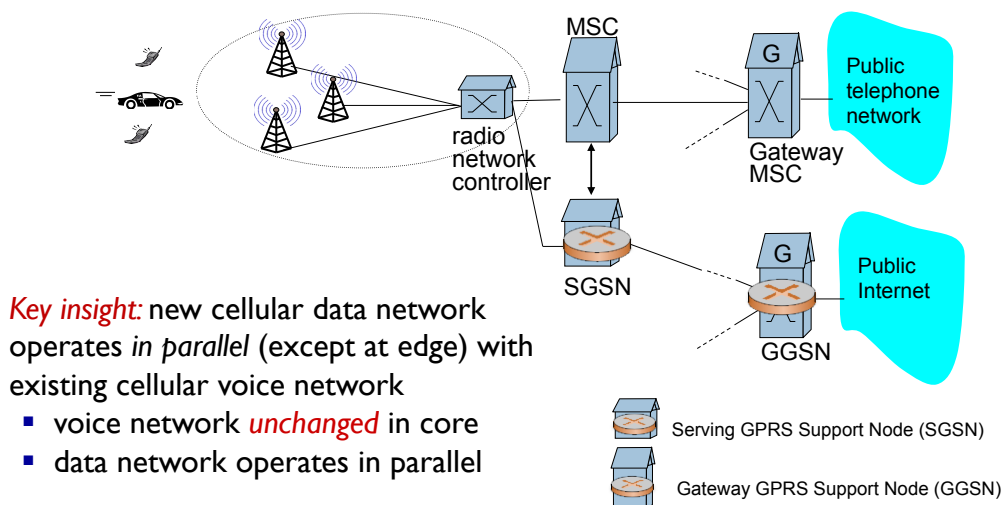 MSC
G
Public
telephone
network
radio
network
controller
Gateway
MSC
SGSN
G
Public
Internet
GGSN
Key insight: new cellular data network
operates in parallel (except at edge) with
existing cellular voice network
▪ voice network unchanged in core
▪ data network operates in parallel
Serving GPRS Support Node (SGSN)
Gateway GPRS Support Node (GGSN)